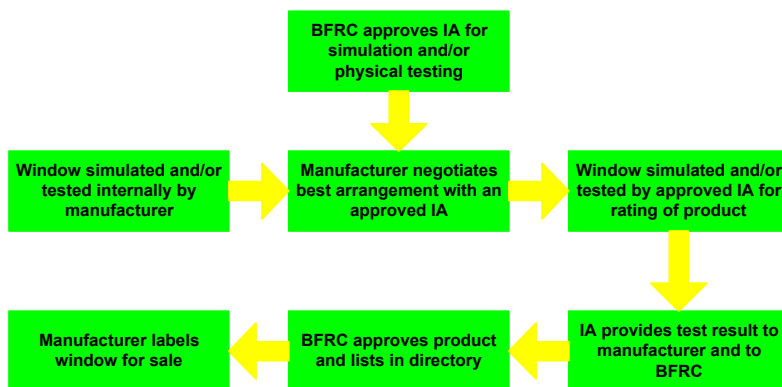 BFRC approves IA for
simulation and/or
physical testing
Window simulated and/or
tested internally by
manufacturer
Manufacturer negotiates
best arrangement with an
approved IA
Window simulated and/or
tested by approved IA for
rating of product
Manufacturer labels
window for sale
BFRC approves product
and lists in directory
IA provides test result to
manufacturer and to
BFRC